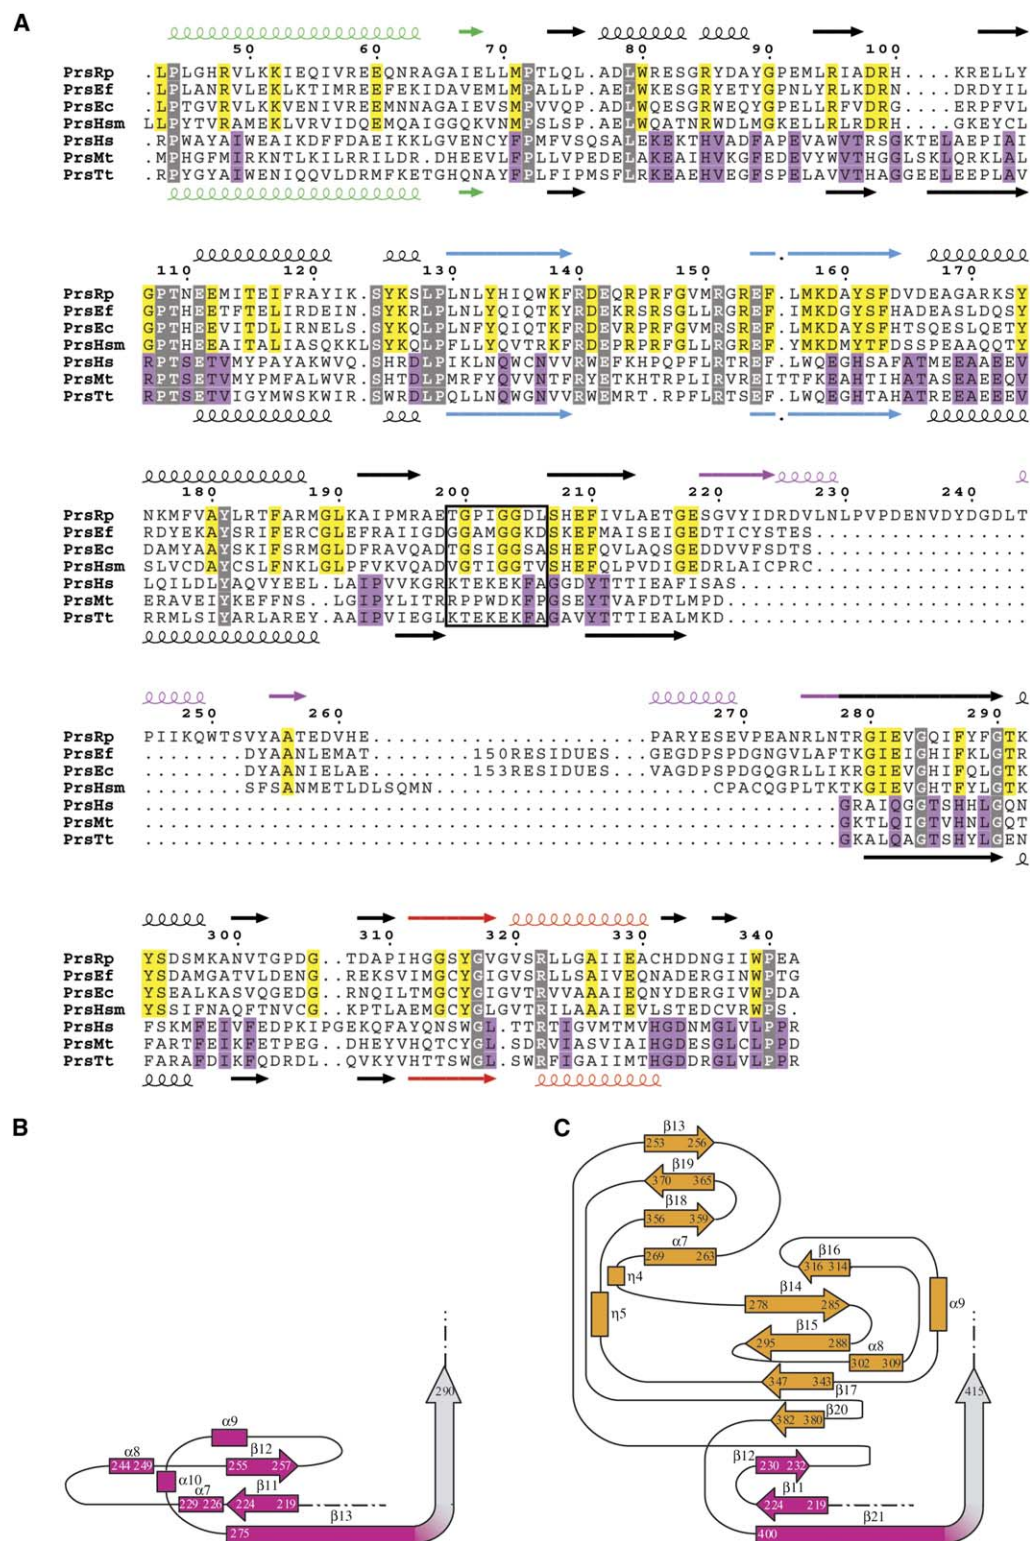 A
50 60 70 80 90 100
PrsRp .LPLGHRVLKKIEQIVREEQNRAGAIELLMPTLQL.ADLWRESGRYDAYGPEMLRIADRH....KRELLY
PrsEf .LPLANRVLEKLKTIMREEFEKIDAVEMLMPALLP.AELWKESGRYETYGPNLYRLKDRN....DRDYIL
PrsEc .LPTGVRVLKKVENIVREEMNNAGAIEVSMPVVQP.ADLWQESGRWEQYGPELLRFVDRG....ERPFVL
PrsHsm LLPYTVRAMEKLVRVIDQEMQAIGGQKVNMPSLSP.AELWQATNRWDLMGKELLRLRDRH....GKEYCL
PrsHs .RPWAYAIWEAIKDFFDAEIKKLGVENCYFPMFVSQSALEKEKTHVADFAPEVAWVTRSGKTELAEPIAI
PrsMt .MPHGFMIRKNTLKILRRILDR.DHEEVLFPLLVPEDELAKEAIHVKGFEDEVYWVTHGGLSKLQRKLAL
PrsTt .RPYGYAIWENIQQVLDRMFKETGHQNAYFPLFIPMSFLRKEAEHVEGFSPELAVVTHAGGEELEEPLAV
110 120 130 140 150 160 170
PrsRp GPTNEEMITEIFRAYIK.SYKSLPLNLYHIQWKFRDEQRPRFGVMRGREF.LMKDAYSFDVDEAGARKSY
PrsEf GPTHEETFTELIRDEINSYKRLPLNLYQIQTKYRDEKRSRFGLLRGREF.IMKDGYSFHADEASLDQSY
PrsEc GPTHEEVITDLIRNELS.SYKQLPLNFYQIQTKFRDEVRPRFGVMRSREF.LMKDAYSFHTSQESLQETY
PrsHsm GPTHEEAITALIASQKKLSYKQLPFLLYQVTRKFRDEPRPRFGLLRGREF.YMKDMYTFDSSPEAAQQTY
PrsHs RPTSETVMYPAYAKWVQ.SHRDLPIKLNQWCNVVRWEFKHPQPFLRTREF.LWQEGHSAFATMEEAAEEV
PrsMt RPTSETVMYPMFALWVR.SHTDLPMRFYQVVNTFRYETKHTRPLIRVREITTFKEAHTIHATASEAEEQV
PrsTt RPTSETVIGYMWSKWIR.SWRDLPQLLNQWGNVVRWEMRT.RPFLRTSEF.LWQEGHTAHATREEAEEEV
180 190 200 210 220 230 240
PrsRp NKMFVAYLRTFARMGLKAIPMRAETGPIGGDLSHEFIVLAETGESGVYIDRDVLNLPVPDENVDYDGDLT
PrsEf RDYEKAYSRIFERCGLEFRAIIGDGGAMGGKDSKEFMAISEIGEDTICYSTES.................
PrsEc DAMYAAYSKIFSRMGLDFRAVQADTGSIGGSASHEFQVLAQSGEDDVVFSDTS.................
PrsHsm SLVCDAYCSLFNKLGLPFVKVQADVGTIGGTVSHEFQLPVDIGEDRLAICPRC.................
PrsHs LQILDLYAQVYEEL.LAIPVVKGRKTEKEKFAGGDYTTTIEAFISAS.......................
PrsMt ERAVEIYKEFFNS..LGIPYLITRRPPWDKFPGSEYTVAFDTLMPD........................
PrsTt RRMLSIYARLAREY.AAIPVIEGLKTEKEKFAGAVYTTTIEALMKD........................
250 260 270 280 290
PrsRp PIIKQWTSVYAATEDVHE.........................PARYESEVPEANRLNTRGIEVGQIFYFGTK
PrsEf ........DYAANLEMAT........150RESIDUES...GEGDPSPDGNGVLAFTKGIEVGHIFKLGTK
PrsEc ........DYAANIELAE........153RESIDUES...VAGDPSPDGQGRLLIKRGIEVGHIFQLGTK
PrsHsm ........SFSANMETLDLSQMN......................CPACQGPLTKTKGIEVGHTFYLGTK
PrsHs .......................................................GRAIQGGTSHHLGQN
PrsMt .......................................................GKTLQIGTVHNLGQT
PrsTt .......................................................GKALQAGTSHYLGEN
300 310 320 330 340
PrsRp YSDSMKANVTGPDG..TDAPIHGGSYGVGVSRLLGAIIEACHDDNGIIWPEA
PrsEf YSDAMGATVLDENG..REKSVIMGCYGIGVSRLLSAIVEQNADERGINWPTG
PrsEc YSEALKASVQGEDG..RNQILTMGCYGIGVTRVVAAAIEQNYDERGIVWPDA
PrsHsm YSSIFNAQFTNVCG..KPTLAEMGCYGLGVTRILAAAIEVLSTEDCVRWPS
PrsHs FSKMFEIVFEDPKIPGEKQFAYQNSWGL.TTRTIGVMTMVHGDNMGLVLPPR
PrsMt FARTFEIKFETPEG..DHEYVHQTCYGL.SDRVIASVIAIHGDESGLCLPPD
PrsTt FARAFDIKFQDRDL..QVKYVHTTSWGL.SWRFIGAIIMTHGDDRGLVLPPR
B
α9
α8 β12
244 249 255 257
α10
α7 β11
229 226 224 219
β13
275
290
C
β13
253 256
β19
370 365
β18
356 359
α7
269 263
β16
316 314
η4
β14
278 285
α9
η5
β15
295 288
α8
302 309
347 343
β17
β20
382 380
415
β12
230 232
β11
224 219
β21
400